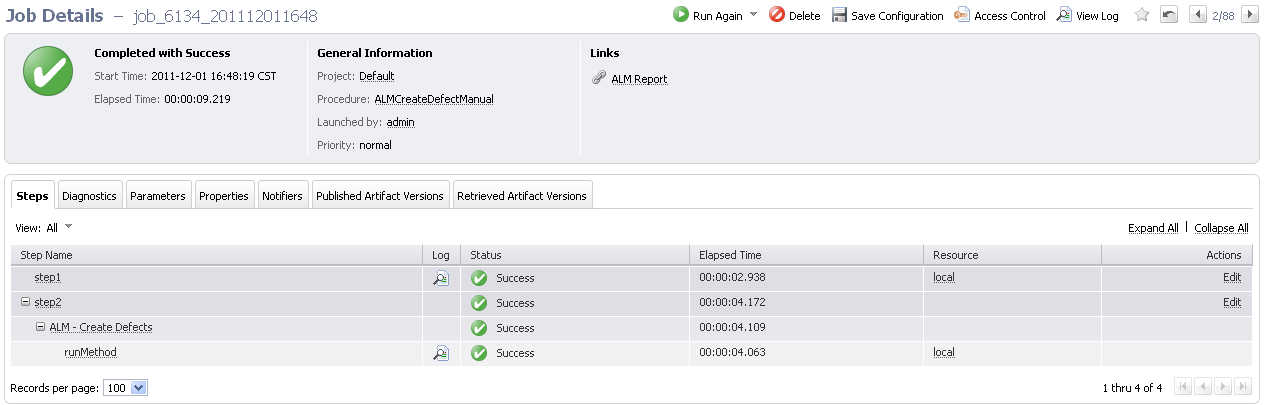 Job Details – job_6134_201112011648 Run Again Delete Save Configuration Access Control View Log 2/88
Completed with Success General Information Links
Start Time: 2011-12-01 16:48:19 CST Project: Default ALM Report
Elapsed Time: 00:00:09.219 Procedure: ALMCreateDefectManual
Launched by: admin
Priority: normal
Steps Diagnostics Parameters Properties Notifiers Published Artifact Versions Retrieved Artifact Versions
View: All Expand All | Collapse All
Step Name Log Status Elapsed Time Resource Actions
step1 Success 00:00:02.938 local Edit
step2 Success 00:00:04.172 Edit
ALM - Create Defects Success 00:00:04.109
runMethod Success 00:00:04.063 local
Records per page: 100 1 thru 4 of 4